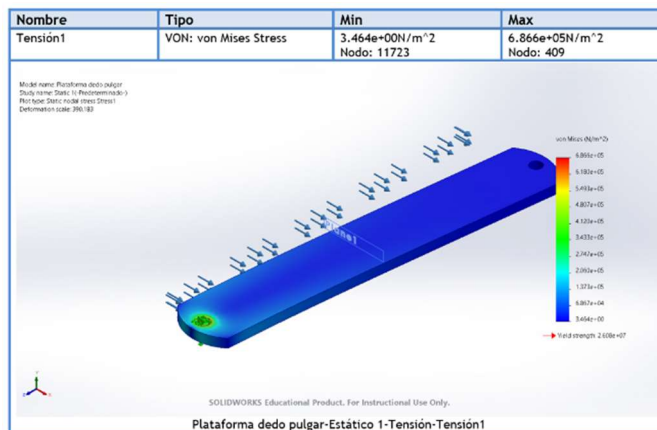 Nombre Tipo Min Max
Tensión1 VON: von Mises Stress 3.464e+00N/m^2 6.866e+05N/m^2
Nodo: 11723 Nodo: 409
Model name: Plataforma dedo pulgar
Study name: Static 1(-Predeterminado-)
Plot type: Static nodal stress Stress1
Deformation scale: 390.183
von Mises (N/m^2)
6.866e+05
6.180e+05
5.493e+05
4.807e+05
4.120e+05
3.433e+05
2.747e+05
2.060e+05
1.373e+05
6.867e+04
3.464e+00
Yield strength: 2.608e+07
Plane1
SOLIDWORKS Educational Product. For Instructional Use Only.
Plataforma dedo pulgar-Estático 1-Tensión-Tensión1